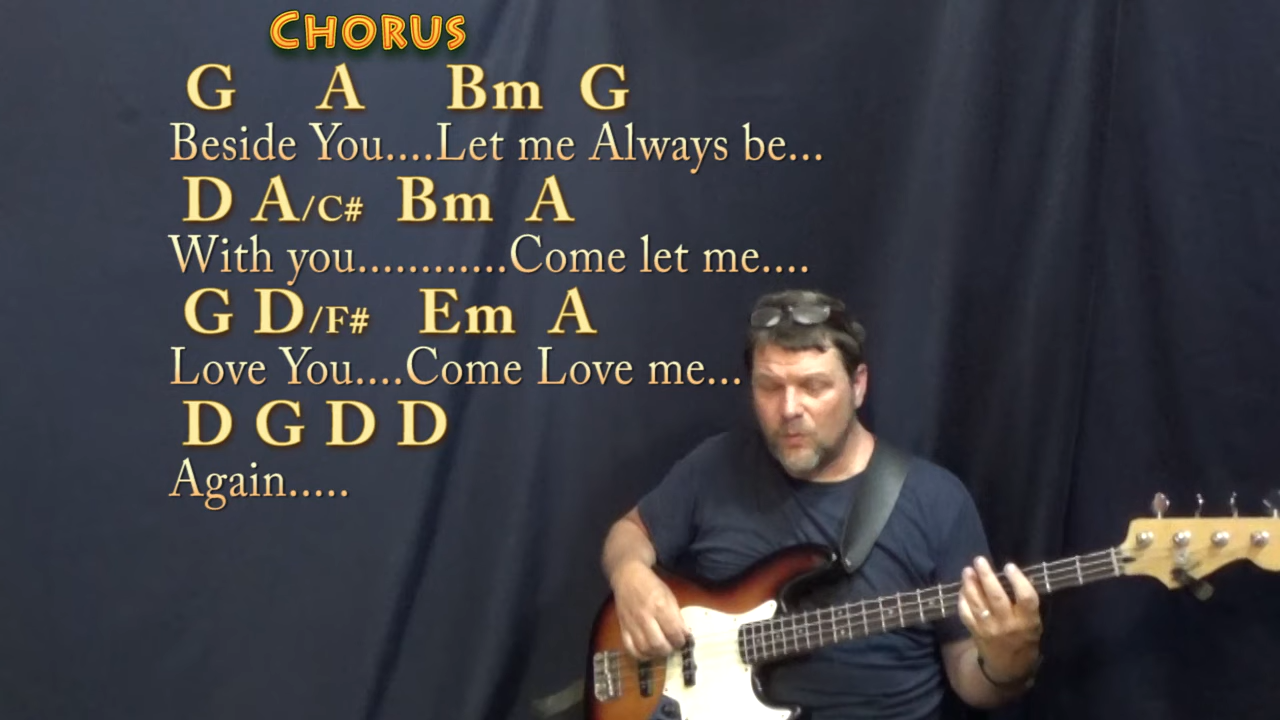 CHORUS
G A Bm G
Beside You....Let me Always be...
D A/C# Bm A
With you............Come let me....
G D/F# Em A
Love You....Come Love me...
D G D D
Again.....